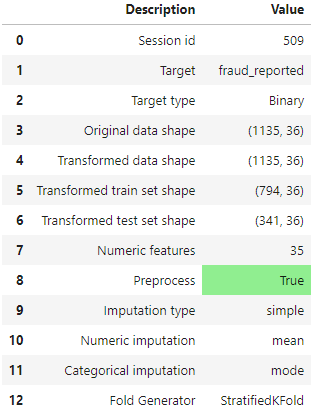 Description Value
0 Session id 509
1 Target fraud_reported
2 Target type Binary
3 Original data shape (1135, 36)
4 Transformed data shape (1135, 36)
5 Transformed train set shape (794, 36)
6 Transformed test set shape (341, 36)
7 Numeric features 35
8 Preprocess True
9 Imputation type simple
10 Numeric imputation mean
11 Categorical imputation mode
12 Fold Generator StratifiedKFold